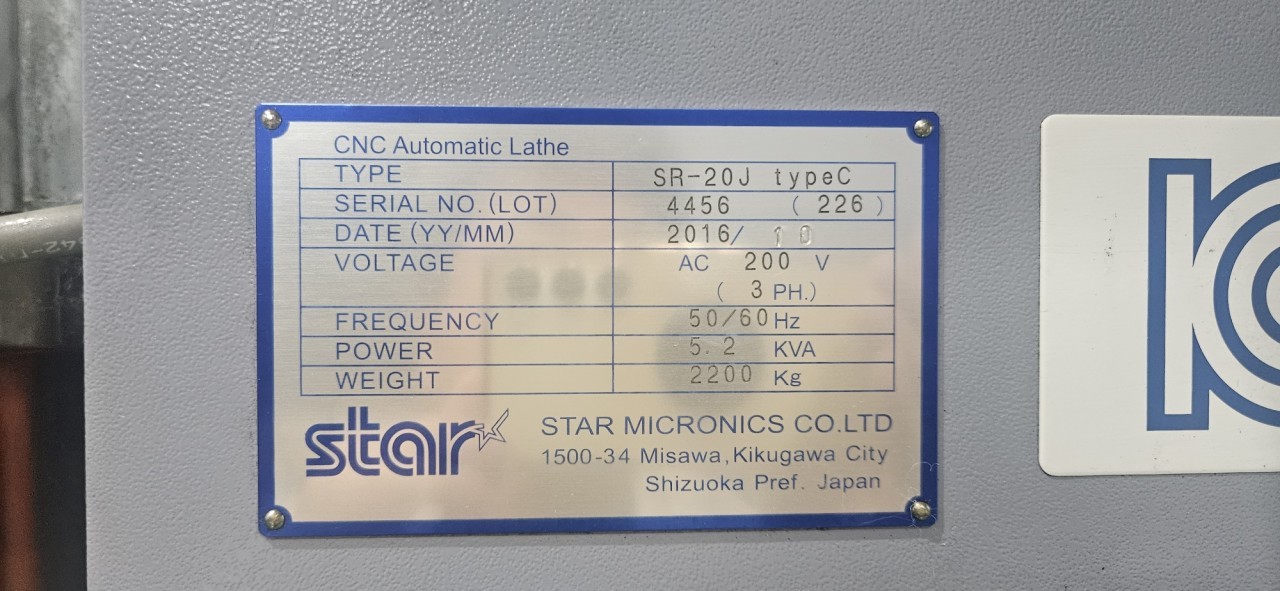 CNC Automatic Lathe
TYPE SR-20J typeC
SERIAL NO.(LOT) 4456 ( 226 )
DATE (YY/MM) 2016/ 10
VOLTAGE AC 200 V
( 3 PH.)
FREQUENCY 50/60 Hz
POWER 5.2 KVA
WEIGHT 2200 Kg
star
STAR MICRONICS CO.LTD
1500-34 Misawa,Kikugawa City
Shizuoka Pref. Japan